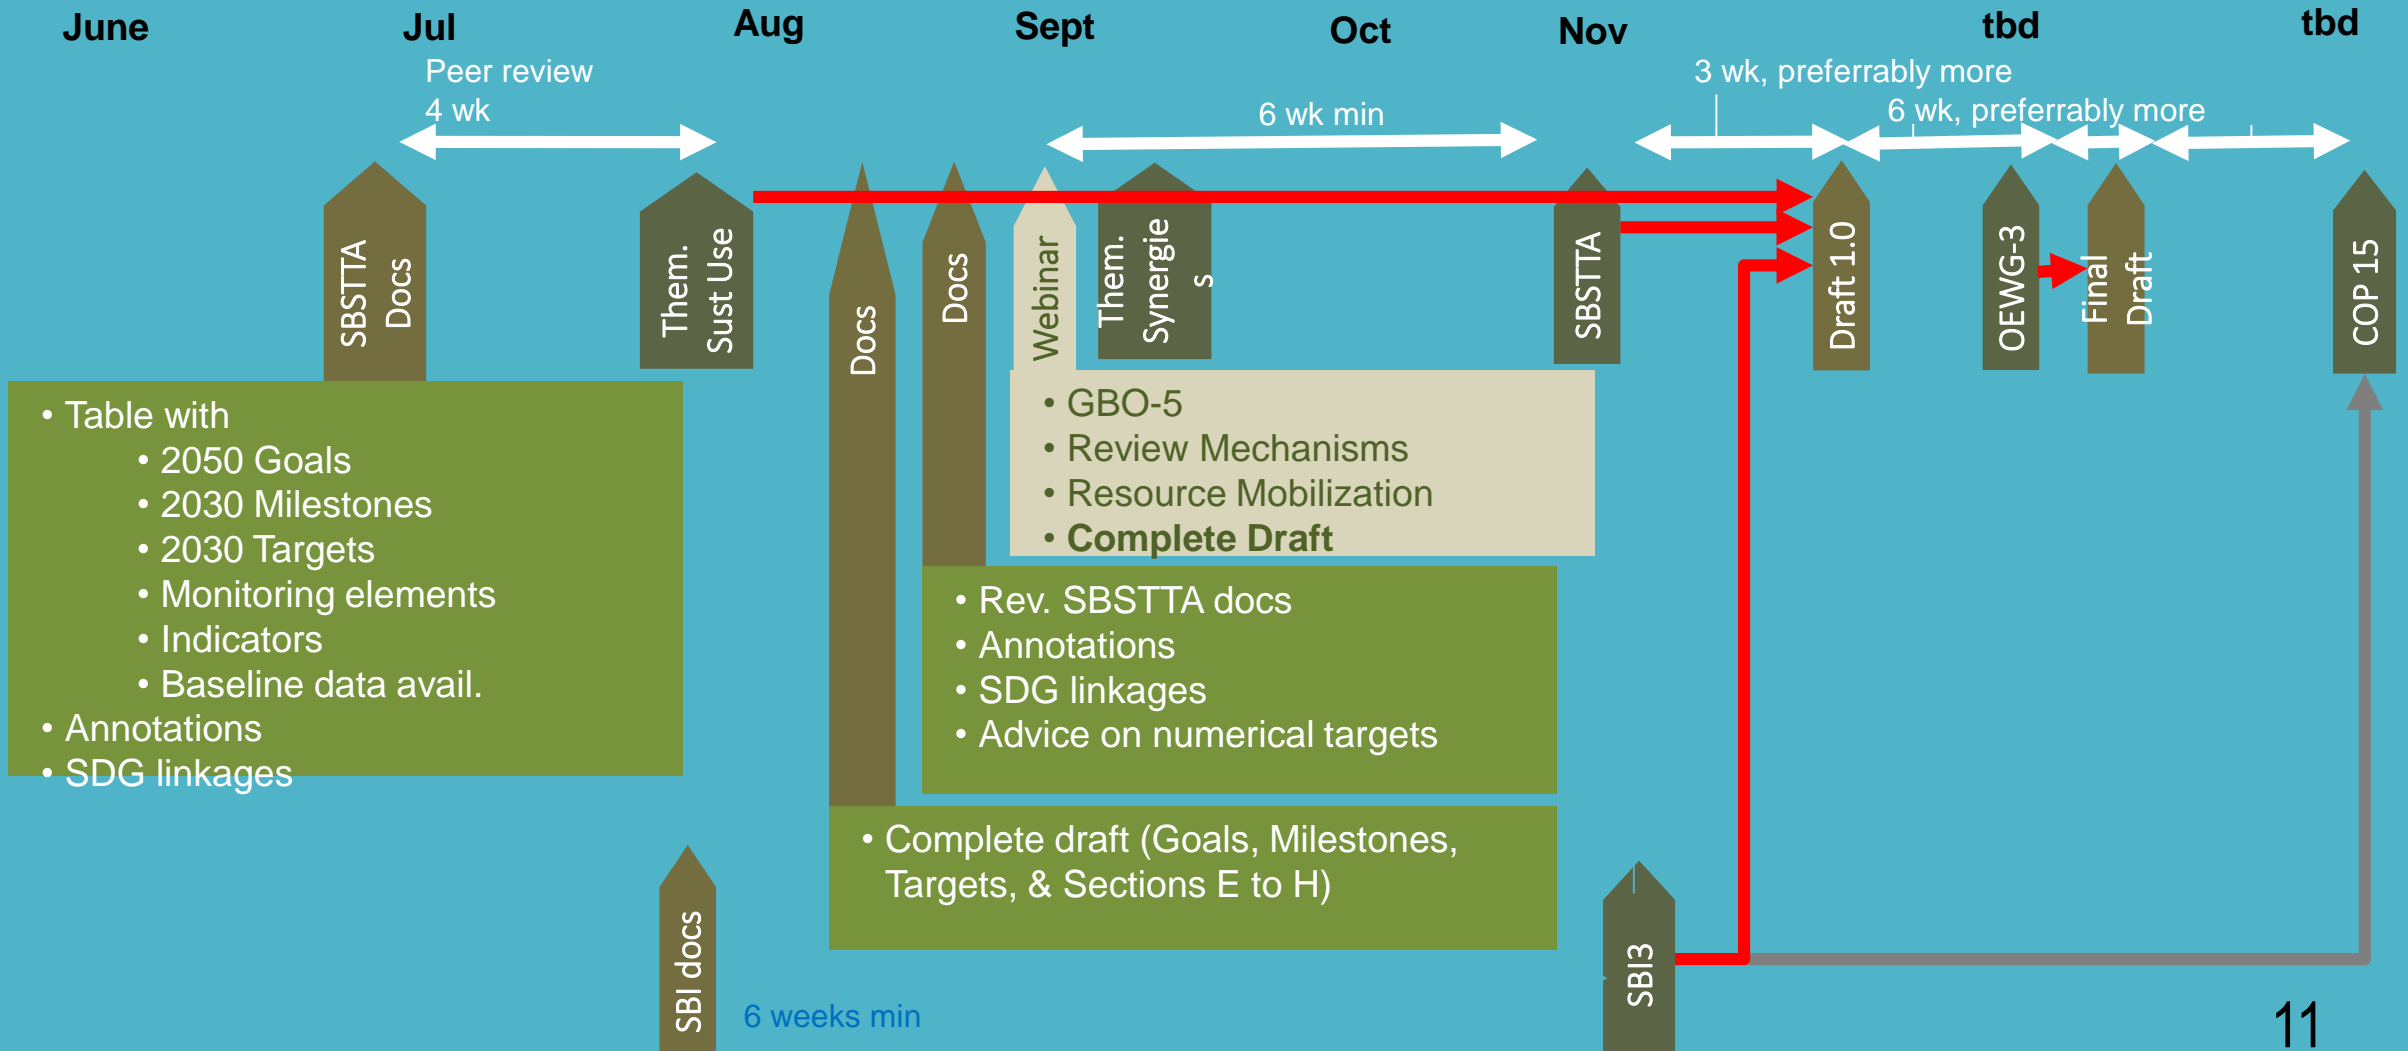 June
Jul
Aug
Sept
Oct
Nov
tbd
tbd
Peer review
4 wk
6 wk min
3 wk, preferrably more
6 wk, preferrably more
SBSTTA
Docs
Them.
Sust Use
Docs
Docs
Webinar
Them.
Synergie
s
SBSTTA
Draft 1.0
OEWG-3
Final
Draft
COP 15
• Table with
• 2050 Goals
• 2030 Milestones
• 2030 Targets
• Monitoring elements
• Indicators
• Baseline data avail.
• Annotations
• SDG linkages
• GBO-5
• Review Mechanisms
• Resource Mobilization
• Complete Draft
• Rev. SBSTTA docs
• Annotations
• SDG linkages
• Advice on numerical targets
• Complete draft (Goals, Milestones,
Targets, & Sections E to H)
SBI docs
6 weeks min
SBI3
11